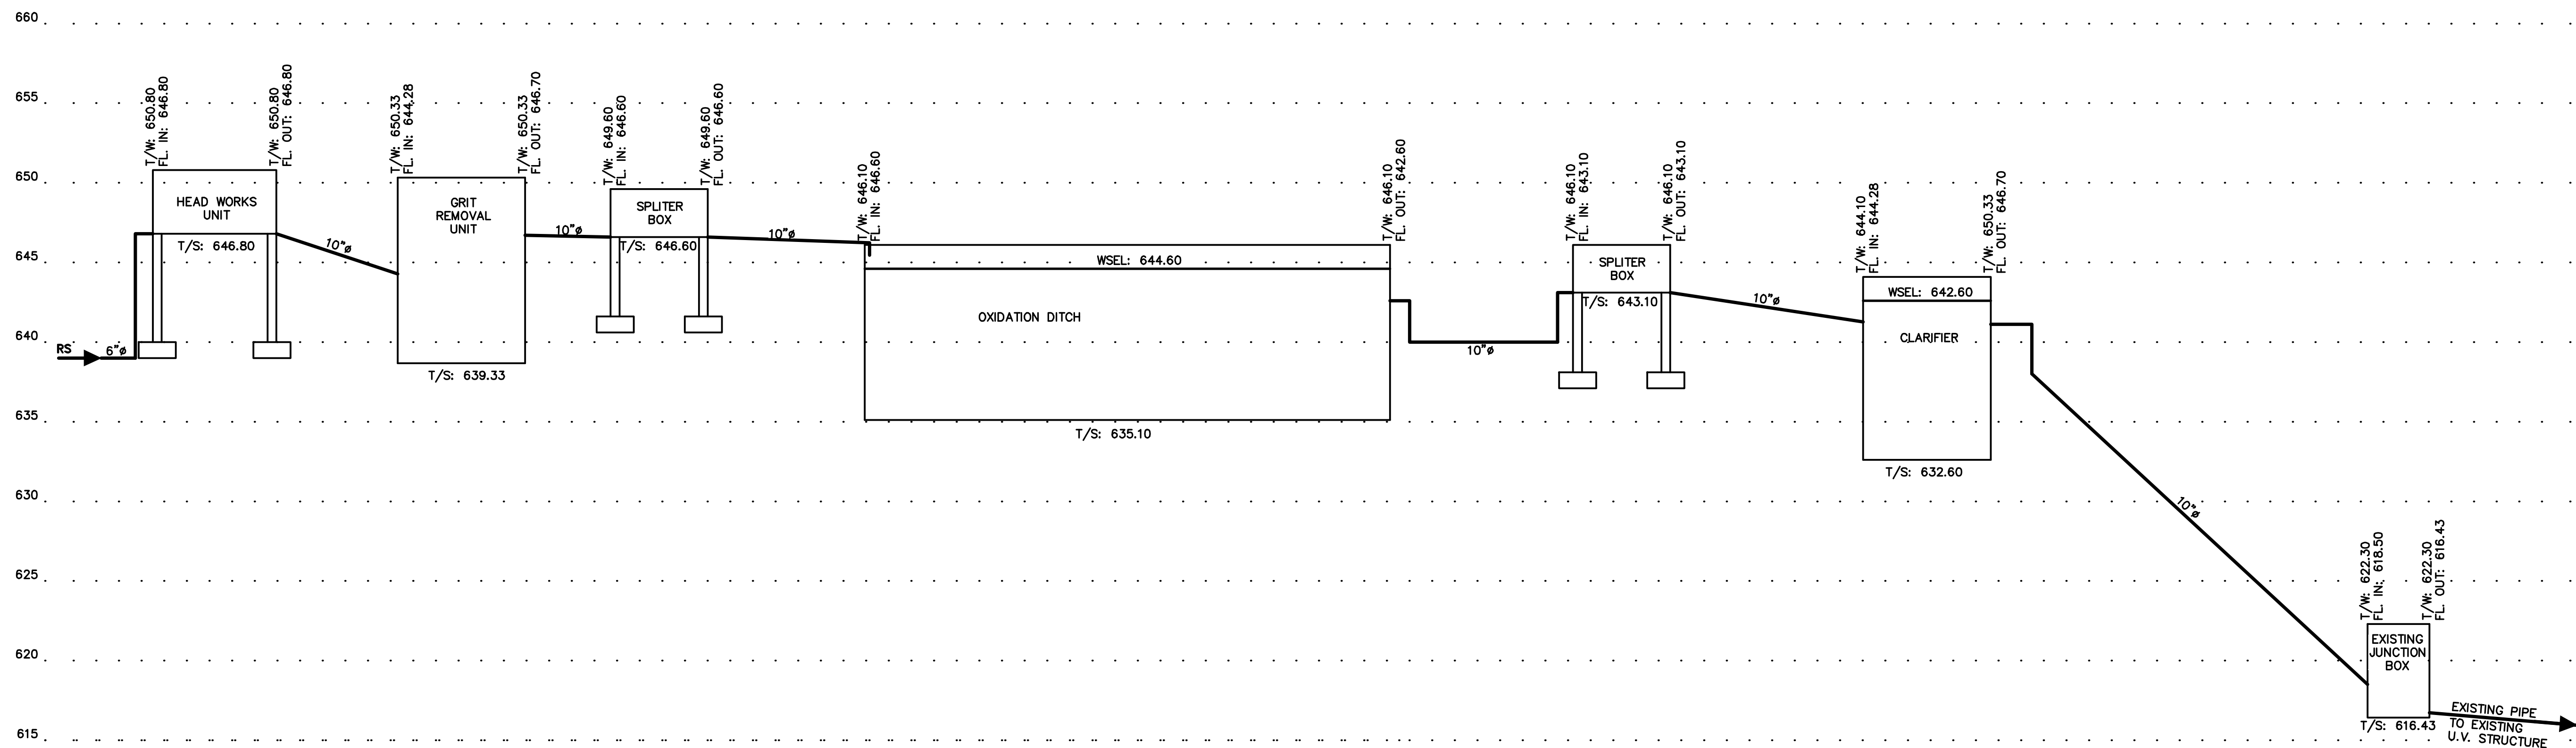 660
655
650
645
640
635
630
625
620
615
RS
6"ø
T/W: 650.80
FL. IN: 646.80
T/W: 650.80
FL. OUT: 646.80
HEAD WORKS
UNIT
T/S: 646.80
10"ø
T/W: 650.33
FL. IN: 644.28
T/W: 650.33
FL. OUT: 646.70
GRIT
REMOVAL
UNIT
T/S: 639.33
10"ø
T/W: 649.60
FL. IN: 646.60
T/W: 649.60
FL. OUT: 646.60
SPLITER
BOX
T/S: 646.60
10"ø
T/W: 646.10
FL. IN: 646.60
T/W: 646.10
FL. OUT: 642.60
WSEL: 644.60
OXIDATION DITCH
T/S: 635.10
10"ø
T/W: 646.10
FL. IN: 643.10
T/W: 646.10
FL. OUT: 643.10
SPLITER
BOX
T/S: 643.10
10"ø
T/W: 644.10
FL. IN: 644.28
T/W: 650.33
FL. OUT: 646.70
WSEL: 642.60
CLARIFIER
T/S: 632.60
10"ø
T/W: 622.30
FL. IN: 618.50
T/W: 622.30
FL. OUT: 616.43
EXISTING
JUNCTION
BOX
T/S: 616.43
EXISTING PIPE
TO EXISTING
U.V. STRUCTURE